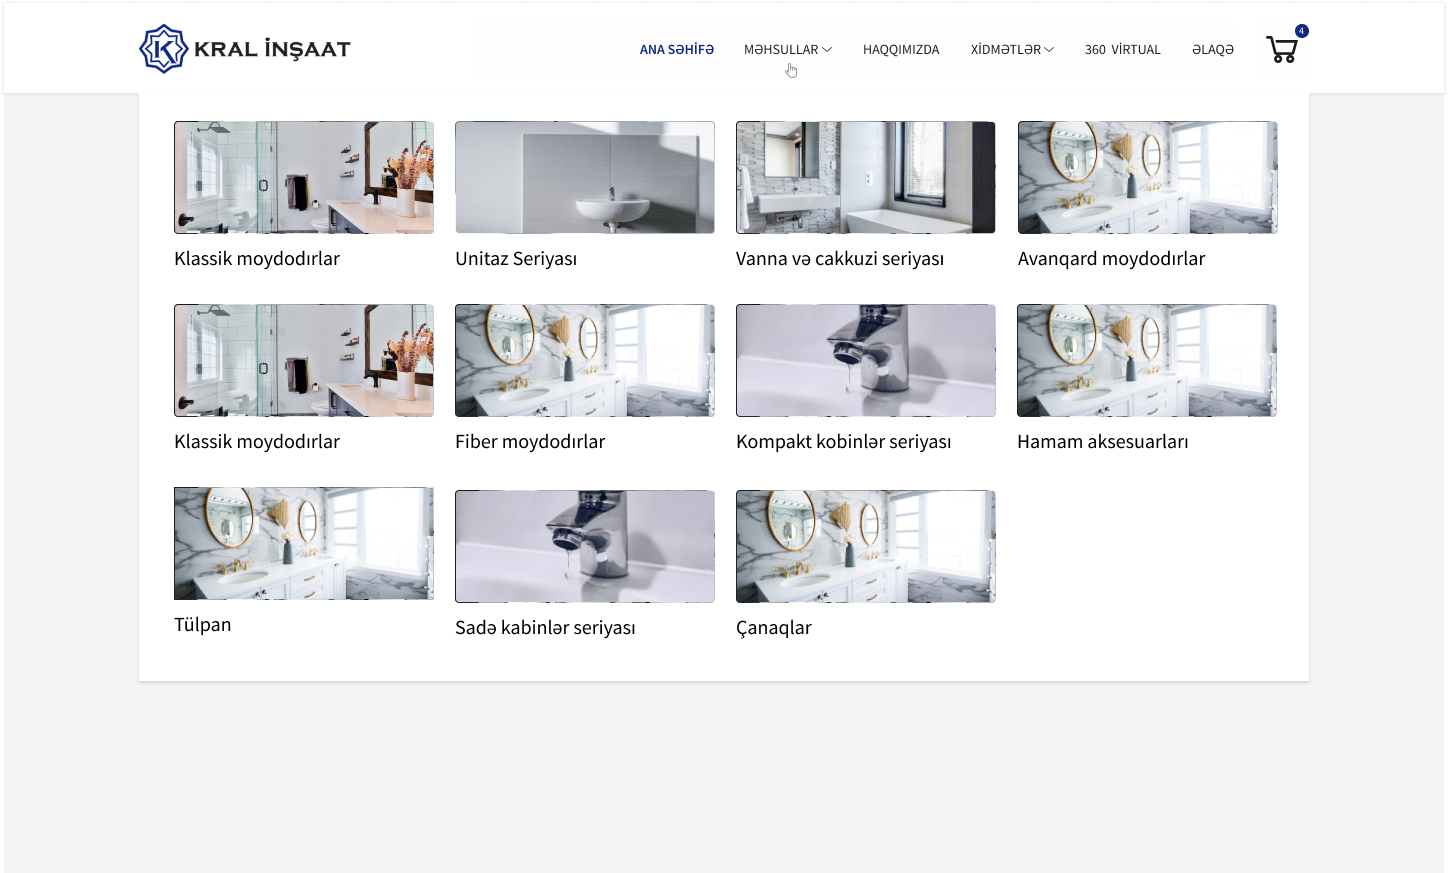 KRAL İNŞAAT
ANA SƏHİFƏ MƏHSULLAR HAQQIMIZDA XİDMƏTLƏR 360 VİRTUAL ƏLAQƏ 4
Klassik moydodırlar Unitaz Seriyası Vanna və cakkuzi seriyası Avanqard moydodırlar
Klassik moydodırlar Fiber moydodırlar Kompakt kobinlər seriyası Hamam aksesuarları
Tülpan Sadə kabinlər seriyası Çanaqlar